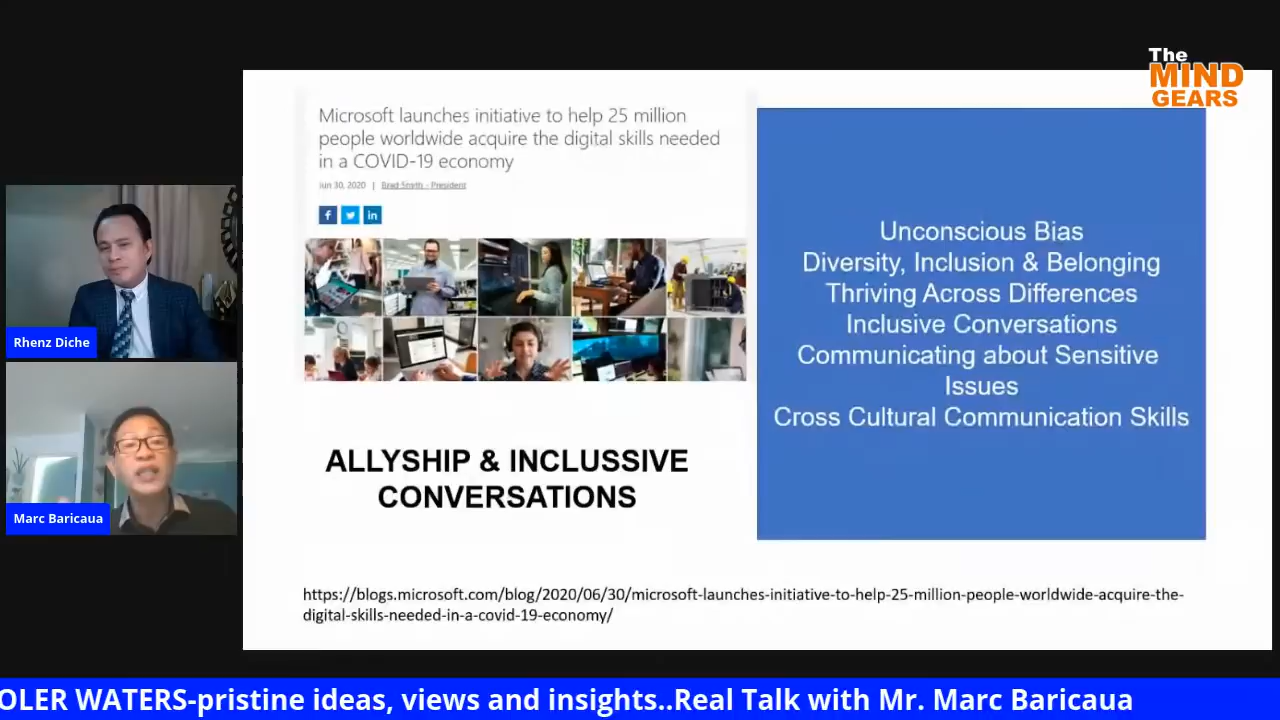 The
MIND
GEARS
Microsoft launches initiative to help 25 million
people worldwide acquire the digital skills needed
in a COVID-19 economy
Jun 30, 2020 | Brad Smith - President
Unconscious Bias
Diversity, Inclusion & Belonging
Thriving Across Differences
Inclusive Conversations
Communicating about Sensitive
Issues
Cross Cultural Communication Skills
Rhenz Diche
Marc Baricaua
ALLYSHIP & INCLUSSIVE
CONVERSATIONS
https://blogs.microsoft.com/blog/2020/06/30/microsoft-launches-initiative-to-help-25-million-people-worldwide-acquire-the-
digital-skills-needed-in-a-covid-19-economy/
OLER WATERS-pristine ideas, views and insights..Real Talk with Mr. Marc Baricaua